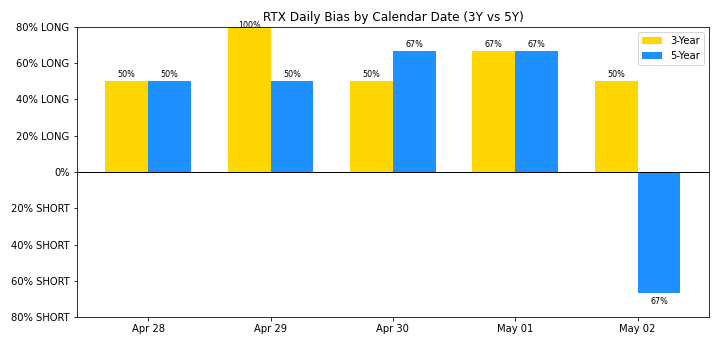 RTX Daily Bias by Calendar Date (3Y vs 5Y)
80% LONG
60% LONG
40% LONG
20% LONG
0%
20% SHORT
40% SHORT
60% SHORT
80% SHORT
50%
50%
100%
50%
50%
67%
67%
67%
50%
67%
3-Year
5-Year
Apr 28
Apr 29
Apr 30
May 01
May 02